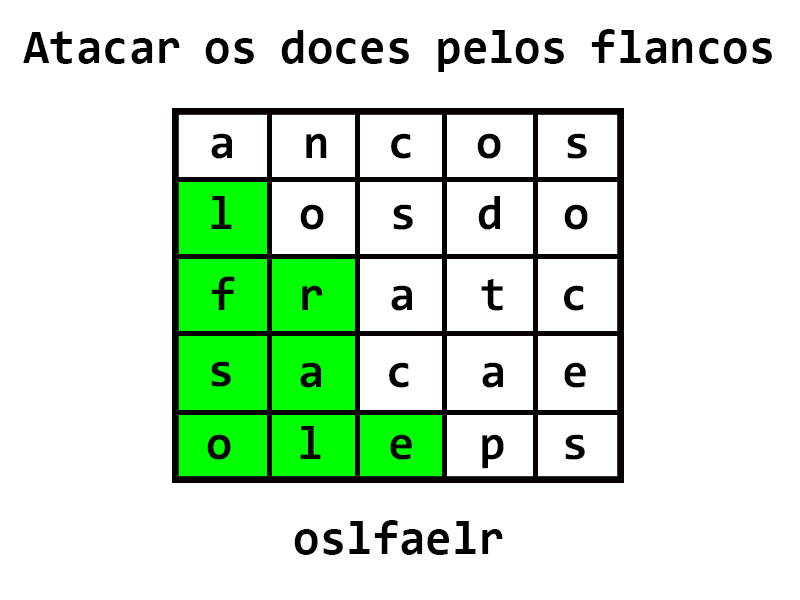 Atacar os doces pelos flancos
a n c o s
l o s d o
f r a t c
s a c a e
o l e p s
oslfaelr